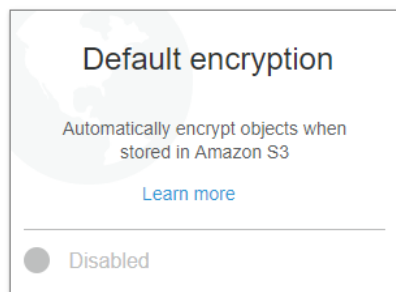 Default encryption
Automatically encrypt objects when
stored in Amazon S3
Learn more
Disabled